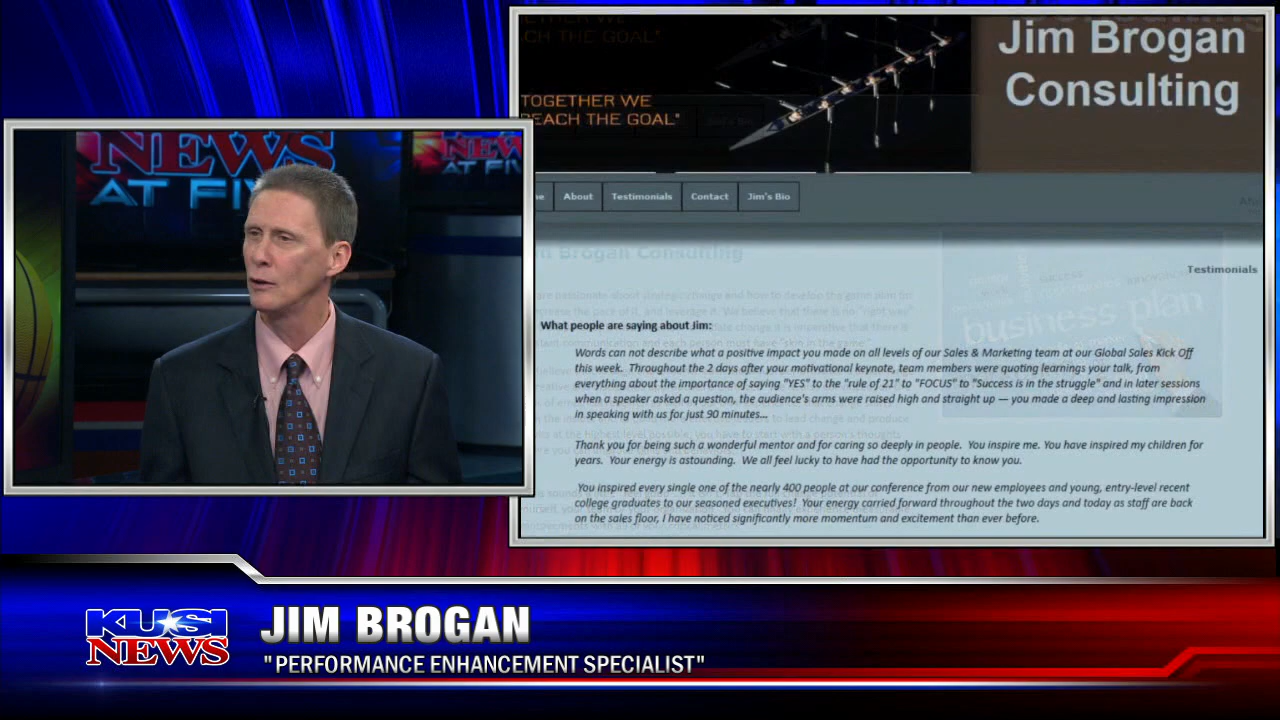 NEWS
AT FIV
NEWS
AT FIV
TOGETHER WE
REACH THE GOAL"
Jim Brogan
Consulting
About
Testimonials
Contact
Jim's Bio
Brogan Consulting
business plan
Testimonials
What people are saying about Jim:
Words can not describe what a positive impact you made on all levels of our Sales & Marketing team at our Global Sales Kick Off
this week. Throughout the 2 days after your motivational keynote, team members were quoting learnings your talk, from
everything about the importance of saying "YES" to the "rule of 21" to "FOCUS" to "Success is in the struggle" and in later sessions
when a speaker asked a question, the audience's arms were raised high and straight up — you made a deep and lasting impression
in speaking with us for just 90 minutes...
Thank you for being such a wonderful mentor and for caring so deeply in people. You inspire me. You have inspired my children for
years. Your energy is astounding. We all feel lucky to have had the opportunity to know you.
You inspired every single one of the nearly 400 people at our conference from our new employees and young, entry-level recent
college graduates to our seasoned executives! Your energy carried forward throughout the two days and today as staff are back
on the sales floor, I have noticed significantly more momentum and excitement than ever before.
KUSI
NEWS
JIM BROGAN
"PERFORMANCE ENHANCEMENT SPECIALIST"